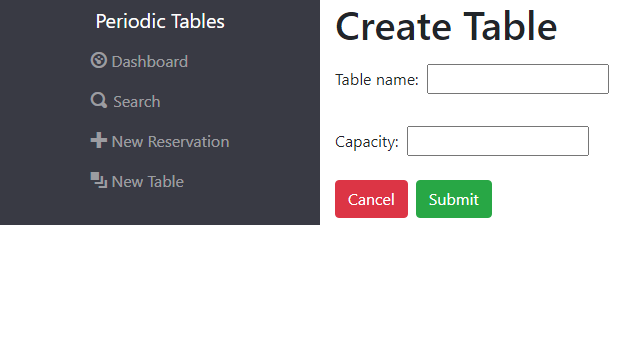 Periodic Tables
Dashboard
Search
New Reservation
New Table
Create Table
Table name:
Capacity:
Cancel
Submit